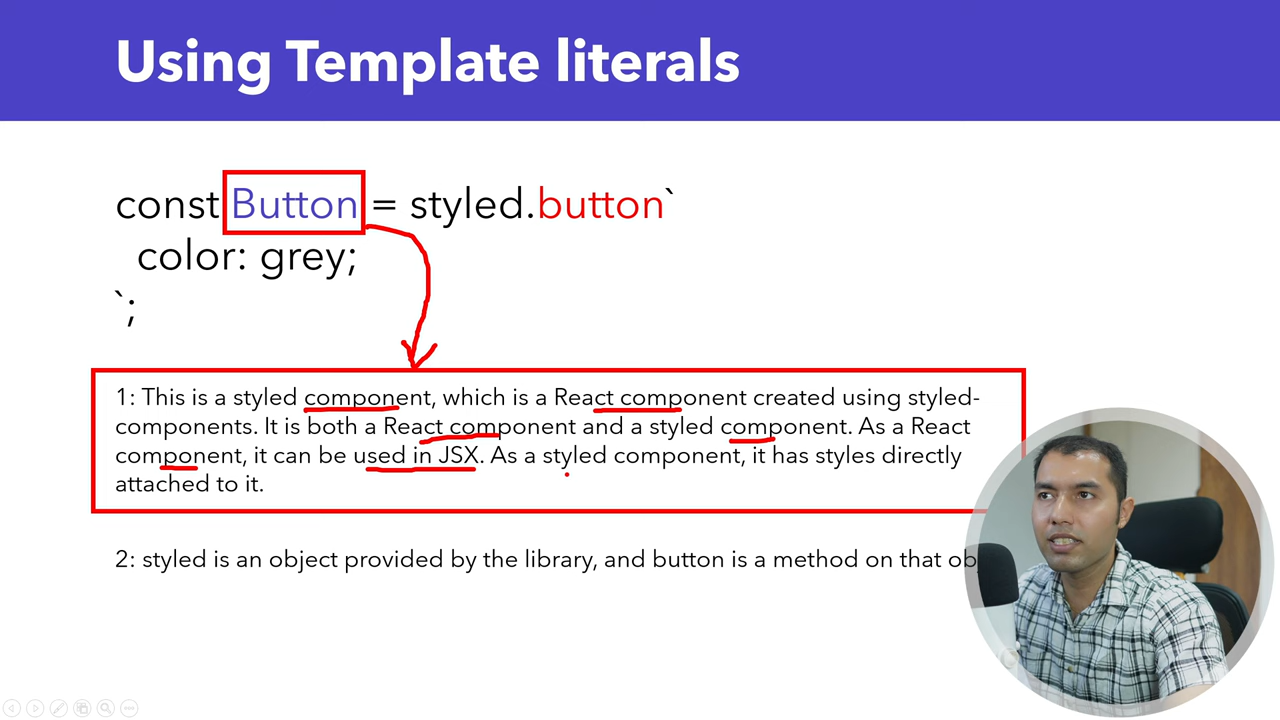 Using Template literals
const Button = styled.button`
color: grey;
`;
1: This is a styled component, which is a React component created using styled-
components. It is both a React component and a styled component. As a React
component, it can be used in JSX. As a styled component, it has styles directly
attached to it.
2: styled is an object provided by the library, and button is a method on that